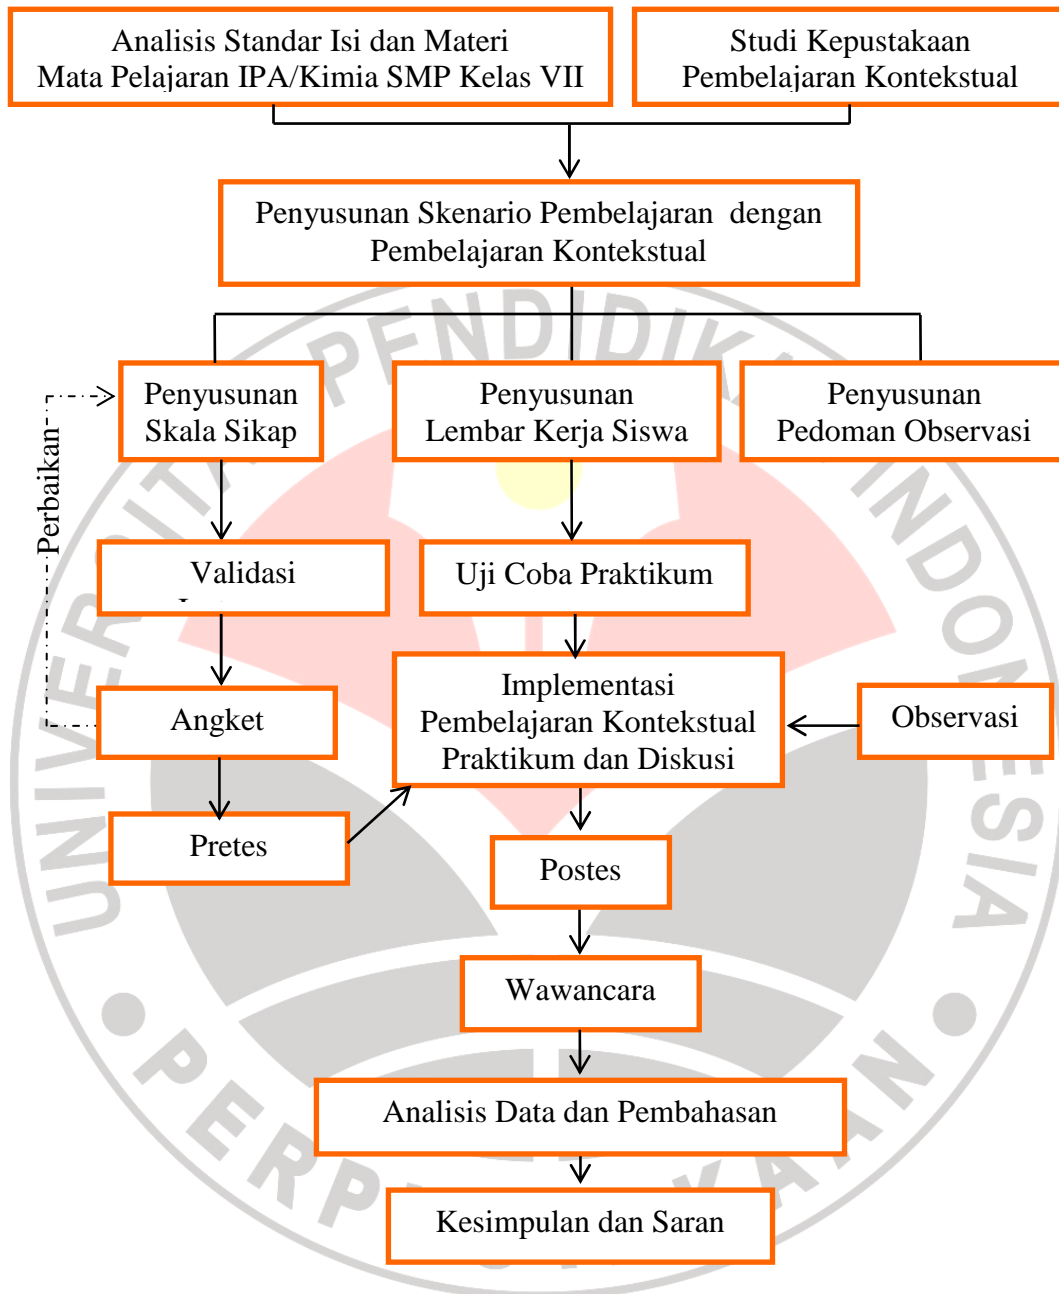 Analisis Standar Isi dan Materi
Mata Pelajaran IPA/Kimia SMP Kelas VII
Studi Kepustakaan
Pembelajaran Kontekstual
Penyusunan Skenario Pembelajaran dengan
Pembelajaran Kontekstual
Penyusunan
Skala Sikap
Penyusunan
Lembar Kerja Siswa
Penyusunan
Pedoman Observasi
Perbaikan
Validasi
Uji Coba Praktikum
Angket
Implementasi
Pembelajaran Kontekstual
Praktikum dan Diskusi
Observasi
Pretes
Postes
Wawancara
Analisis Data dan Pembahasan
Kesimpulan dan Saran
PENDIDIKA
INDONESIA